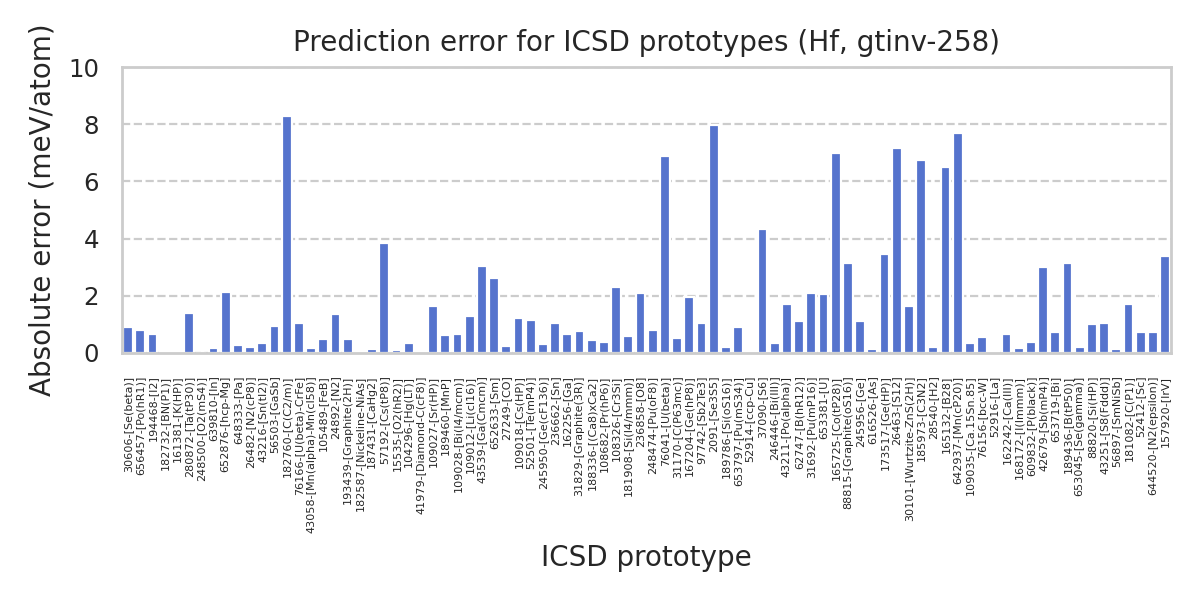 Prediction error for ICSD prototypes (Hf, gtinv-258)
Absolute error (meV/atom)
10
8
6
4
2
0
30606-[Se(beta)]
656457-[Po(hR1)]
194468-[I2]
182732-[BN(P1)]
161381-[K(HP)]
280872-[Ta(tP30)]
248500-[O2(mS4)]
639810-[In]
652876-[hcp-Mg]
64833-[Pa]
26482-[N2(cP8)]
43216-[Sn(tI2)]
56503-[GaSb]
182760-[C(C2/m)]
76166-[U(beta)-CrFe]
43058-[Mn(alpha)-Mn(cI58)]
105489-[FeB]
24892-[N2]
193439-[Graphite(2H)]
182587-[Nickeline-NiAs]
187431-[CaHg2]
57192-[Cs(tP8)]
15535-[O2(hR2)]
104296-[Hg(LT)]
41979-[Diamond-C(cF8)]
109027-[Sr(HP)]
189460-[MnP]
109028-[Bi(I4/mcm)]
109012-[Li(cI16)]
43539-[Ga(Cmcm)]
652633-[Sm]
27249-[CO]
109018-[Cs(HP)]
52501-[Te(mP4)]
245950-[Ge(cF136)]
236662-[Sn]
162256-[Ga]
31829-[Graphite(3R)]
188336-[(Ca8)xCa2]
108682-[Pr(hP6)]
108326-[Cr3Si]
181908-[Si(I4/mmm)]
236858-[O8]
248474-[Pu(oF8)]
76041-[U(beta)]
31170-[C(P63mc)]
167204-[Ge(hP8)]
97742-[Sb2Te3]
2091-[Se3S5]
189786-[Si(oS16)]
653797-[Pu(mS34)]
52914-[ccp-Cu]
37090-[S6]
246446-[Bi(III)]
43211-[Po(alpha)]
62747-[B(hR12)]
31692-[Pu(mP16)]
653381-[U]
165725-[Co(tP28)]
88815-[Graphite(oS16)]
245956-[Ge]
616526-[As]
173517-[Ge(HP)]
26463-[S12]
30101-[Wurtzite-ZnS(2H)]
185973-[C3N2]
165132-[B28]
28540-[H2]
642937-[Mn(cP20)]
109035-[Ca.15Sn.85]
76156-[bcc-W]
52916-[La]
162242-[Ca(III)]
168172-[I(Immm)]
609832-[P(black)]
42679-[Sb(mP4)]
653719-[Bi]
189436-[B(tP50)]
653045-[Se(gamma)]
88820-[Si(HP)]
43251-[S8(Fddd)]
56897-[SmNiSb]
181082-[C(P1)]
52412-[Sc]
644520-[N2(epsilon)]
157920-[IrV]
ICSD prototype